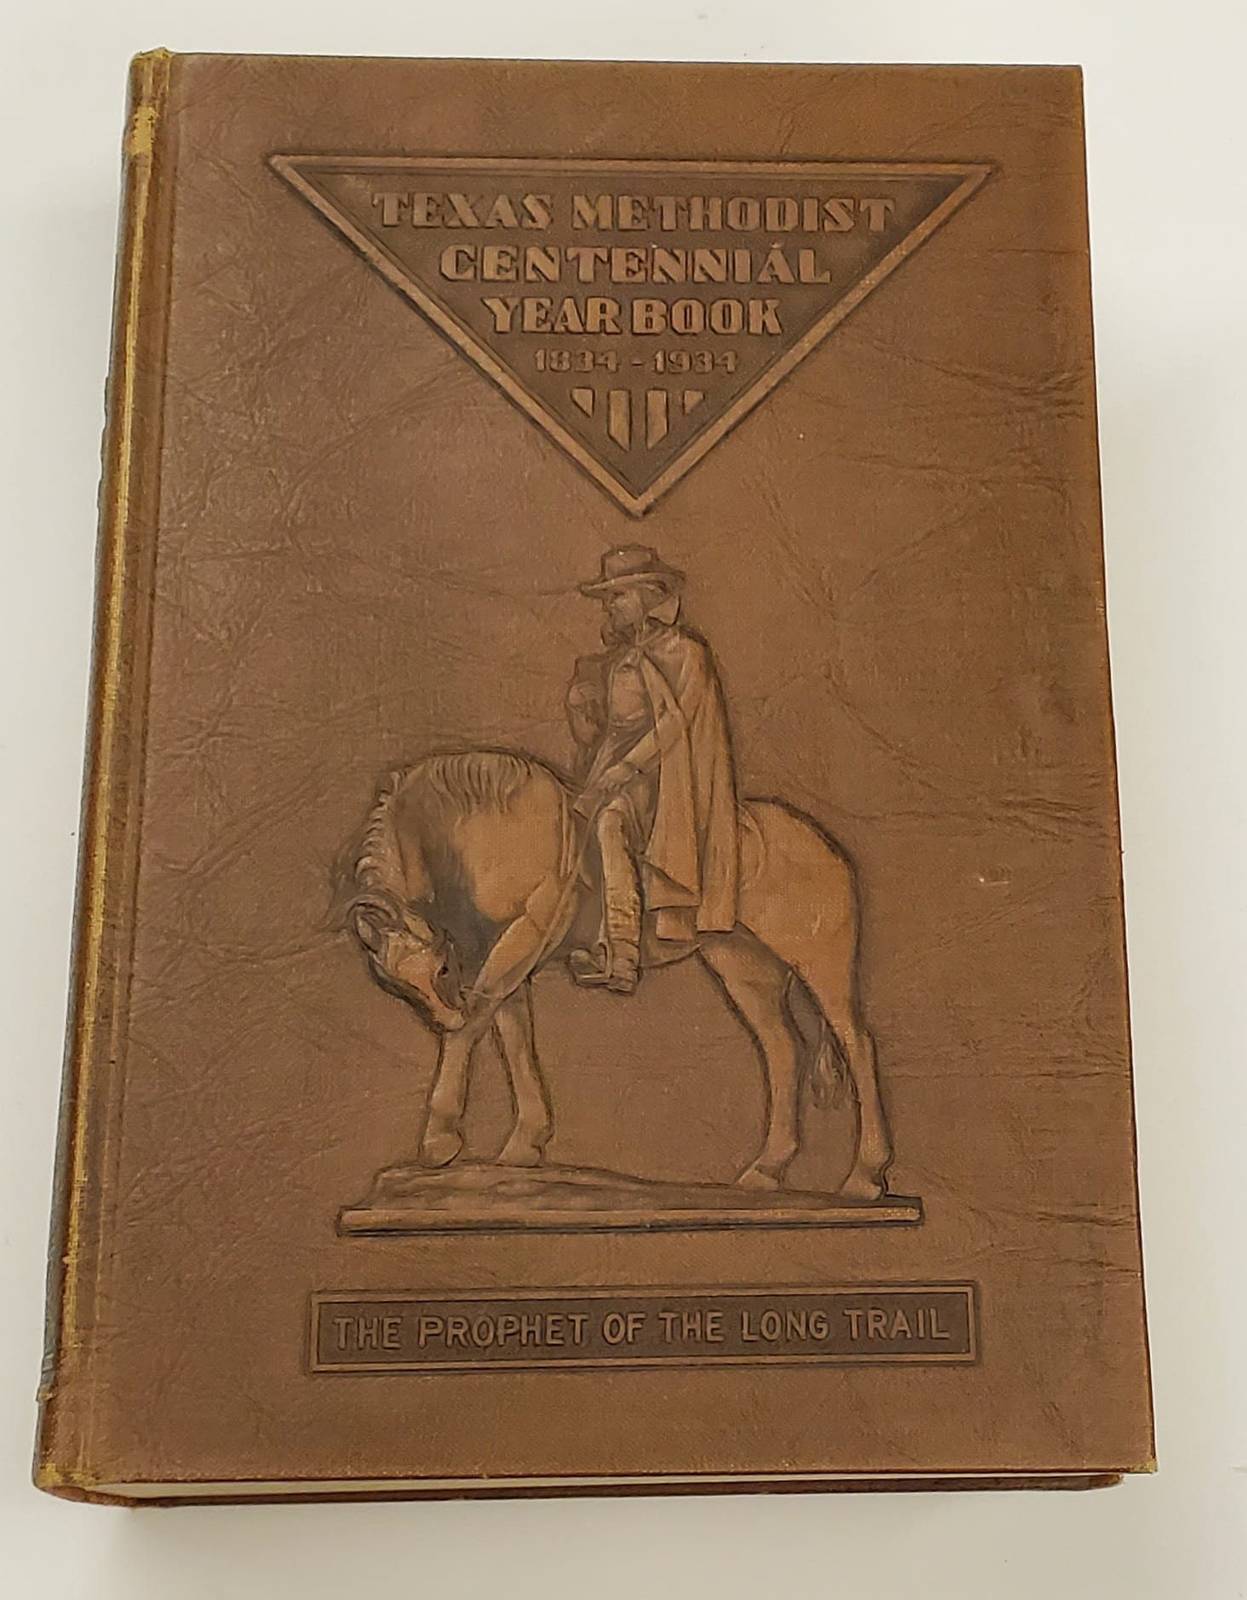 TEXAS METHODIST
CENTENNIAL
YEAR BOOK
1834-1934
THE PROPHET OF THE LONG TRAIL